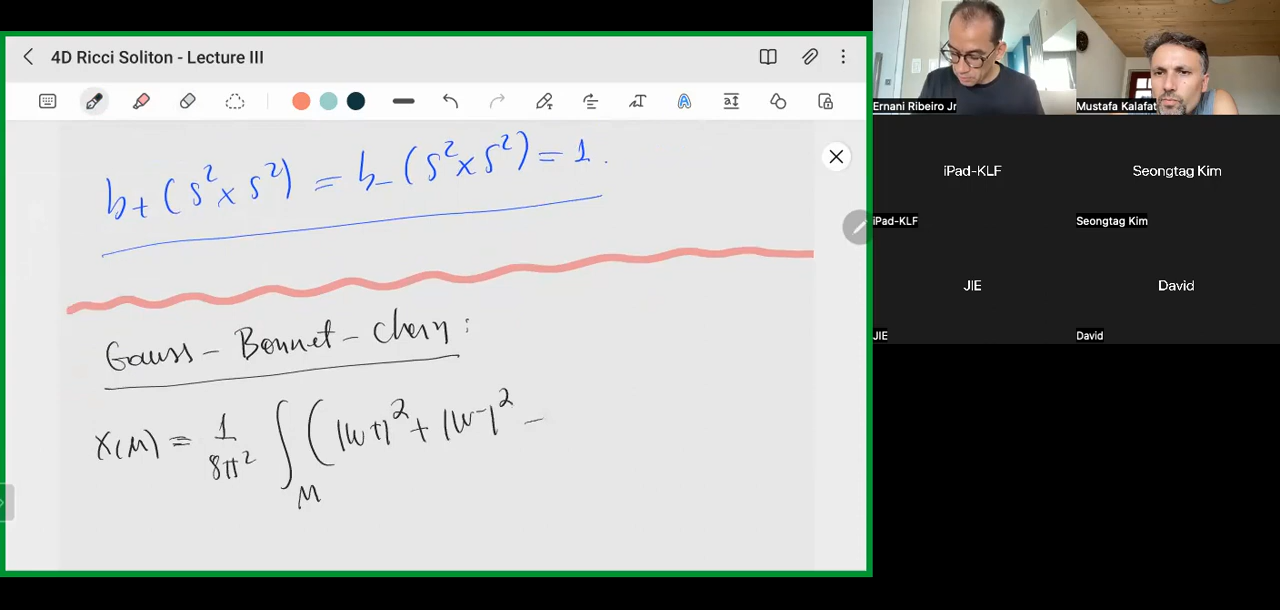 4D Ricci Soliton - Lecture III
b+ (S² x S²) = b- (S² x S²) = 1.
Gauss - Bonnet - Chern :
χ(M) = 1/8π² ∫_M ( |W+|² + |W-|² -
Ernani Ribeiro Jr
Mustafa Kalafat
iPad-KLF
Seongtag Kim
iPad-KLF
Seongtag Kim
JIE
David
JIE
David